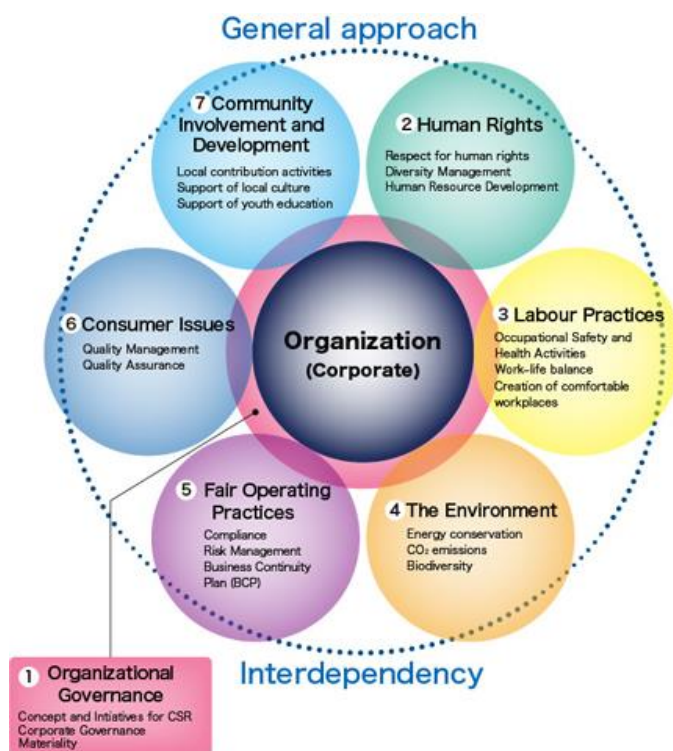 General approach
7 Community
Involvement and
Development
Local contribution activities
Support of local culture
Support of youth education
2 Human Rights
Respect for human rights
Diversity Management
Human Resource Development
6 Consumer Issues
Quality Management
Quality Assurance
Organization
(Corporate)
3 Labour Practices
Occupational Safety and
Health Activities
Work-life balance
Creation of comfortable
workplaces
5 Fair Operating
Practices
Compliance
Risk Management
Business Continuity
Plan (BCP)
4 The Environment
Energy conservation
CO₂ emissions
Biodiversity
1 Organizational
Governance
Concept and Intiatives for CSR
Corporate Governance
Materiality
Interdependency